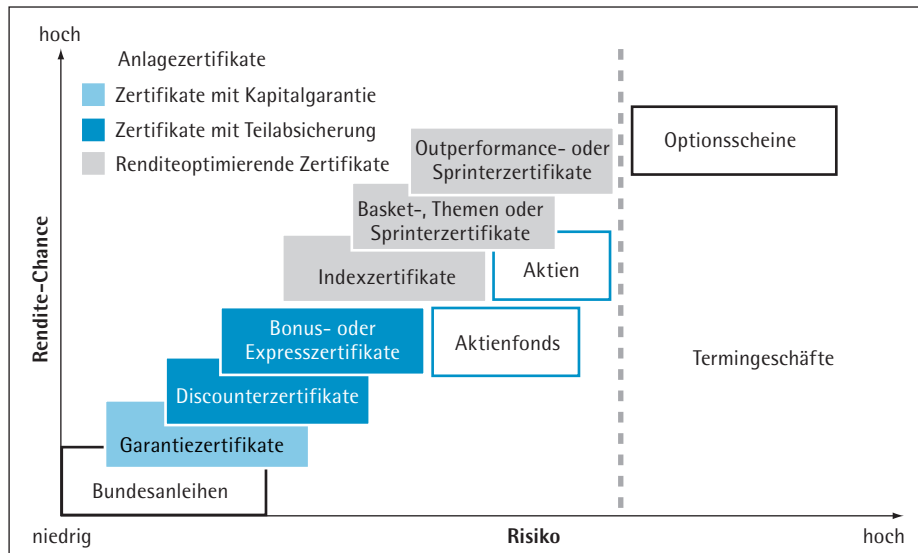 hoch
Anlagezertifikate
Zertifikate mit Kapitalgarantie
Zertifikate mit Teilabsicherung
Renditeoptimierende Zertifikate
Outperformance- oder
Sprinterzertifikate
Optionsscheine
Basket-, Themen oder
Sprinterzertifikate
Indexzertifikate
Aktien
Bonus- oder
Expresszertifikate
Aktienfonds
Termingeschäfte
Discounterzertifikate
Garantiezertifikate
Bundesanleihen
Rendite-Chance
niedrig
Risiko
hoch